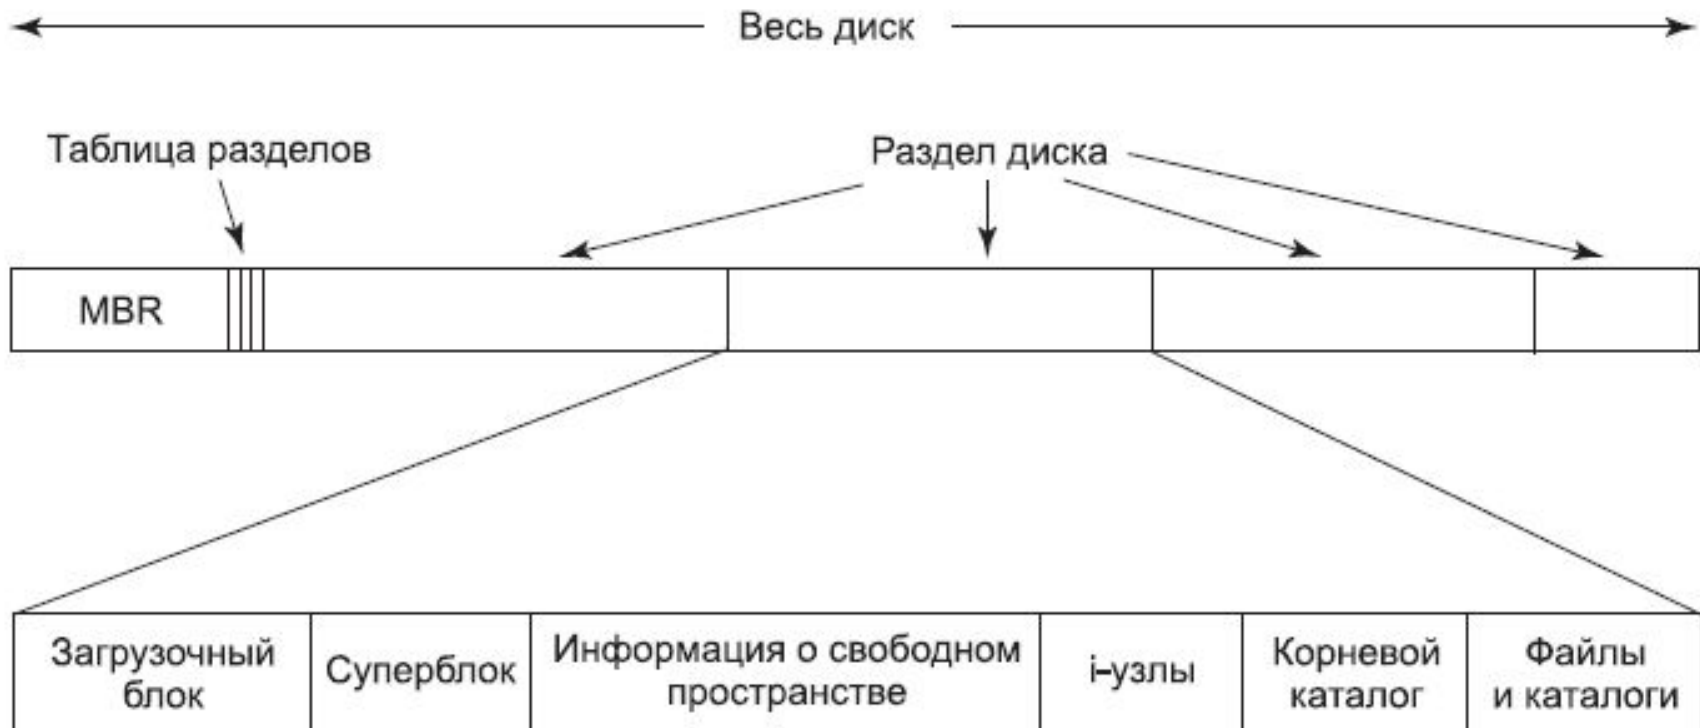 Весь диск
Таблица разделов
Раздел диска
MBR
Загрузочный
блок
Суперблок
Информация о свободном
пространстве
i-узлы
Корневой
каталог
Файлы
и каталоги